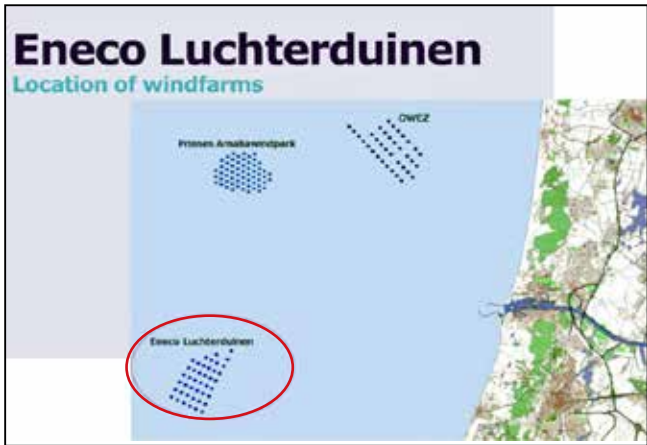 Eneco Luchterduinen
Location of windfarms
OWEZ
Prinses Amaliawindpark
Eneco Luchterduinen